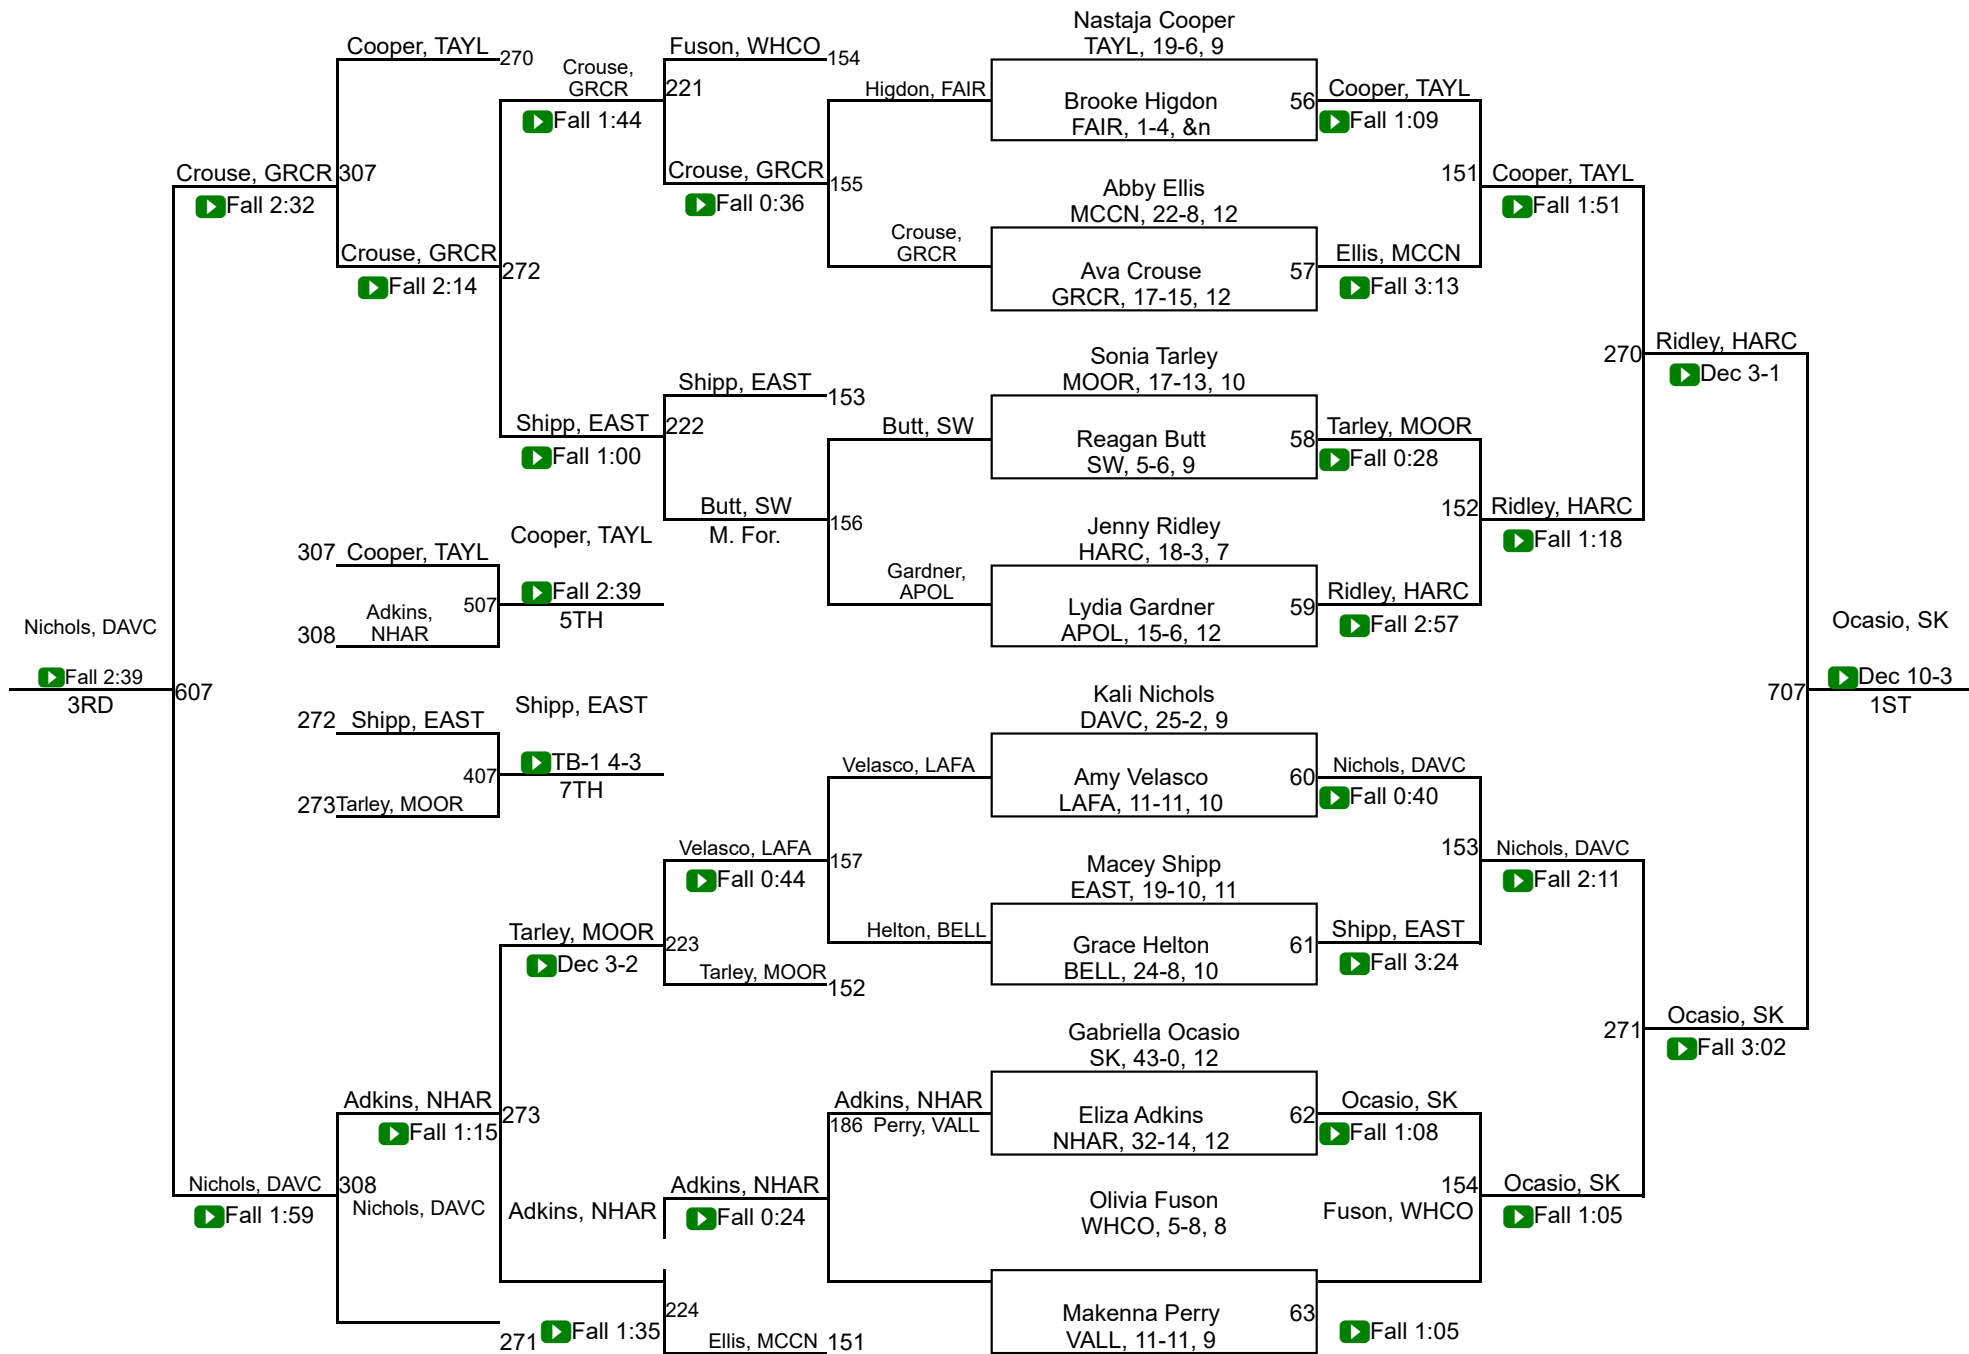 Nastaja Cooper
TAYL, 19-6, 9
Cooper, TAYL
270
Fuson, WHCO
154
Crouse,
GRCR
221
Higdon, FAIR
Brooke Higdon
FAIR, 1-4, &n
56
Cooper, TAYL
Fall 1:44
Fall 1:09
Crouse, GRCR
307
Crouse, GRCR
155
151
Cooper, TAYL
Fall 2:32
Fall 0:36
Abby Ellis
MCCN, 22-8, 12
Fall 1:51
Crouse, GRCR
272
Crouse,
GRCR
Ava Crouse
GRCR, 17-15, 12
57
Ellis, MCCN
Fall 2:14
Fall 3:13
Sonia Tarley
MOOR, 17-13, 10
270
Ridley, HARC
Dec 3-1
Shipp, EAST
153
Shipp, EAST
222
Butt, SW
Reagan Butt
SW, 5-6, 9
58
Tarley, MOOR
Fall 1:00
Fall 0:28
Butt, SW
M. For.
156
152
Ridley, HARC
Fall 1:18
Jenny Ridley
HARC, 18-3, 7
307
Cooper, TAYL
Cooper, TAYL
Gardner,
APOL
Lydia Gardner
APOL, 15-6, 12
59
Ridley, HARC
Fall 2:57
507
Fall 2:39
5TH
308
Adkins,
NHAR
Nichols, DAVC
Fall 2:39
3RD
607
Ocasio, SK
707
Dec 10-3
1ST
Kali Nichols
DAVC, 25-2, 9
272
Shipp, EAST
Shipp, EAST
407
TB-1 4-3
7TH
273
Tarley, MOOR
Velasco, LAFA
Amy Velasco
LAFA, 11-11, 10
60
Nichols, DAVC
Fall 0:40
Velasco, LAFA
157
153
Nichols, DAVC
Fall 0:44
Macey Shipp
EAST, 19-10, 11
Fall 2:11
Tarley, MOOR
223
Helton, BELL
Grace Helton
BELL, 24-8, 10
61
Shipp, EAST
Dec 3-2
Fall 3:24
Tarley, MOOR
152
Gabriella Ocasio
SK, 43-0, 12
271
Ocasio, SK
Fall 3:02
Adkins, NHAR
273
Adkins, NHAR
186 Perry, VALL
Eliza Adkins
NHAR, 32-14, 12
62
Ocasio, SK
Fall 1:15
Fall 1:08
Nichols, DAVC
308
Fall 1:59
Nichols, DAVC
Adkins, NHAR
Adkins, NHAR
Fall 0:24
Olivia Fuson
WHCO, 5-8, 8
154
Fuson, WHCO
Ocasio, SK
Fall 1:05
224
Makenna Perry
VALL, 11-11, 9
63
Fall 1:05
271
Fall 1:35
Ellis, MCCN
151